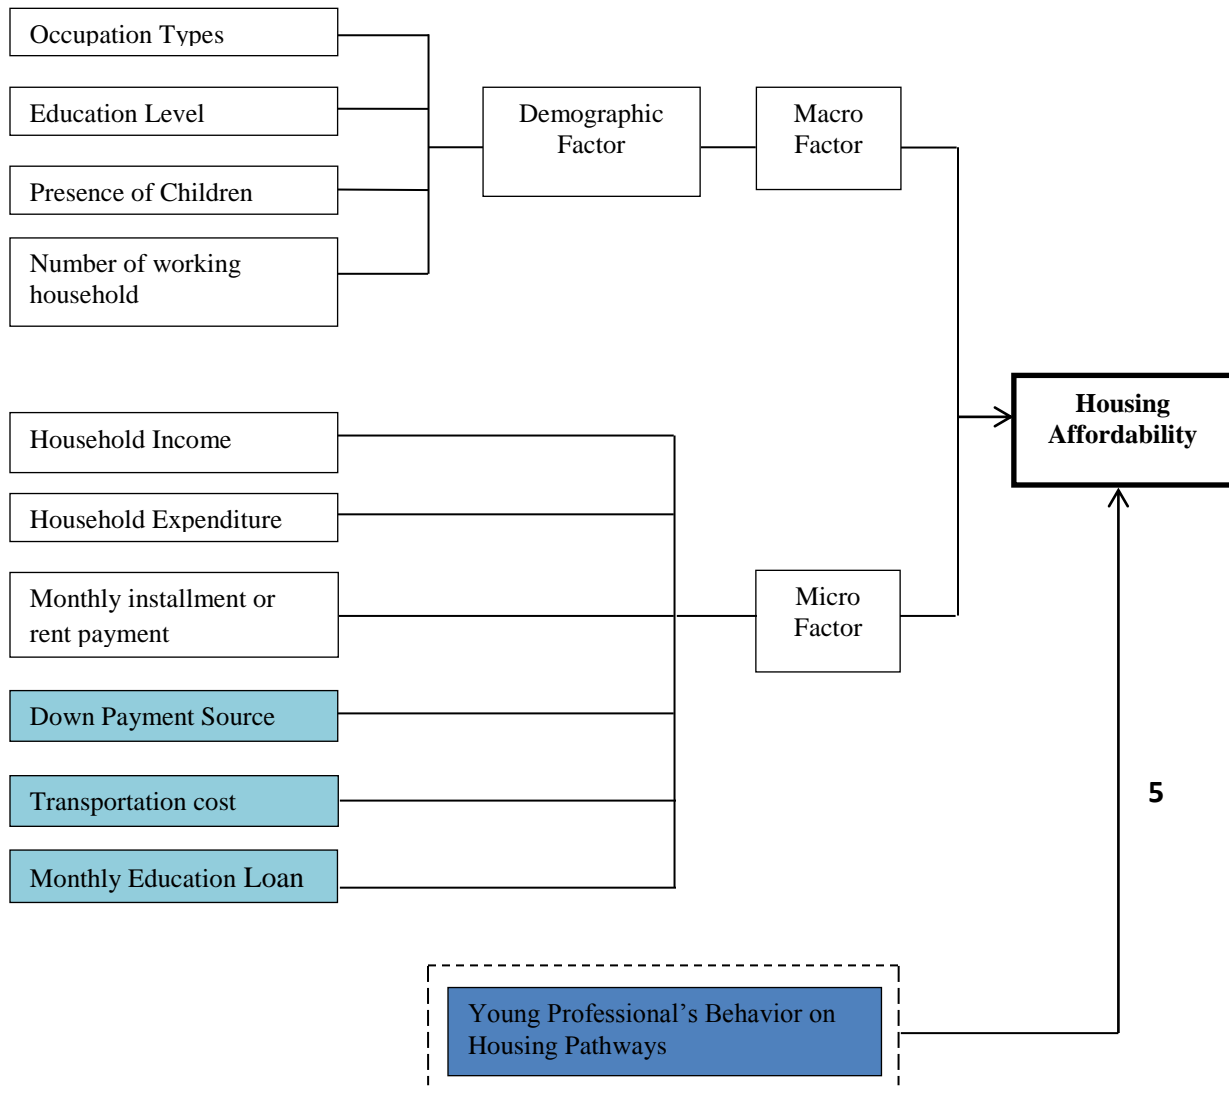 Occupation Types
Education Level
Presence of Children
Number of working
household
Demographic
Factor
Macro
Factor
Household Income
Household Expenditure
Monthly installment or
rent payment
Down Payment Source
Transportation cost
Monthly Education Loan
Micro
Factor
Housing
Affordability
5
Young Professional’s Behavior on
Housing Pathways